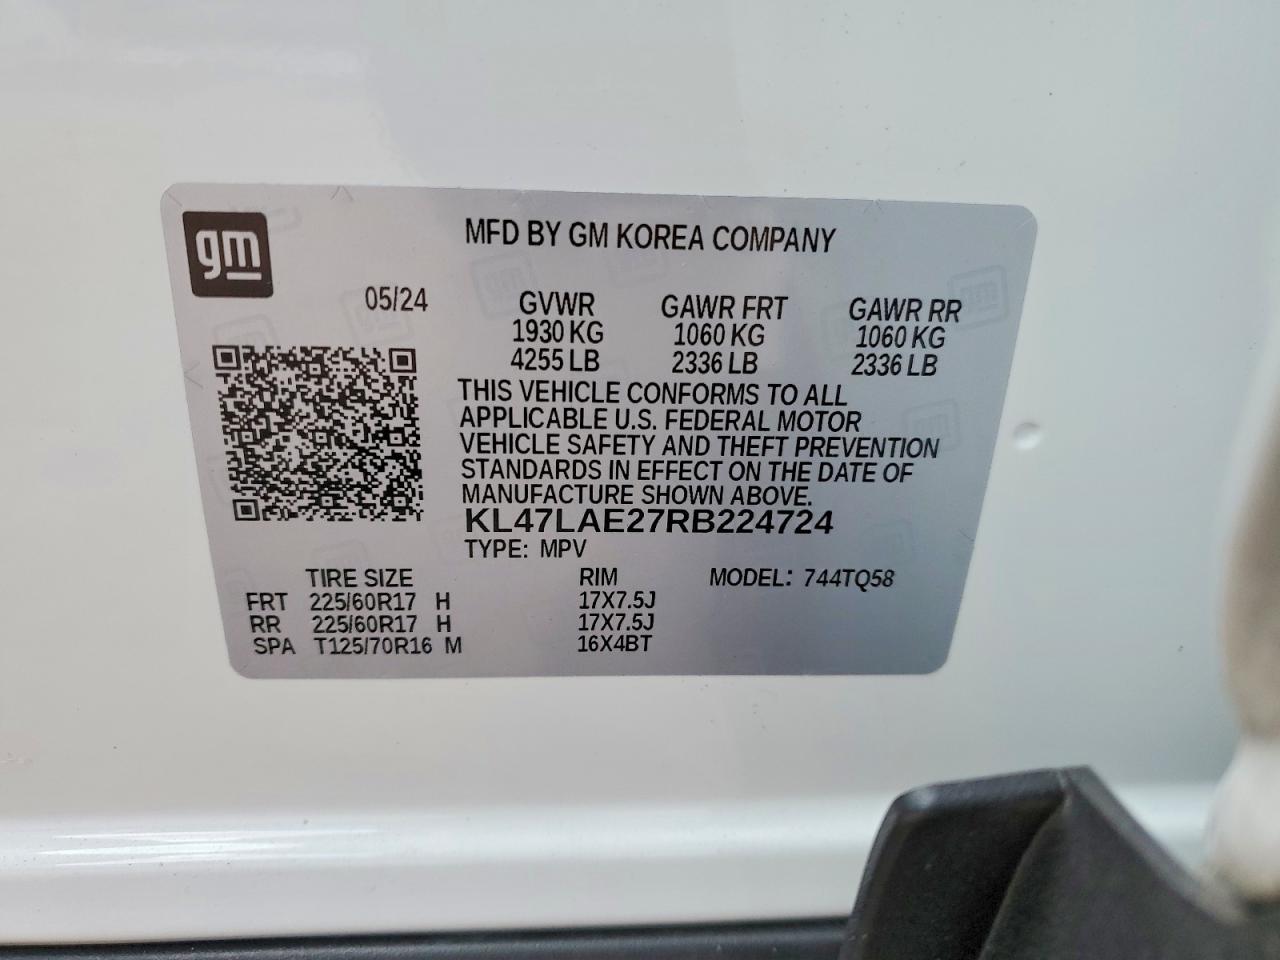 gm
MFD BY GM KOREA COMPANY
05/24 GVWR GAWR FRT GAWR RR
1930 KG 1060 KG 1060 KG
4255 LB 2336 LB 2336 LB
THIS VEHICLE CONFORMS TO ALL
APPLICABLE U.S. FEDERAL MOTOR
VEHICLE SAFETY AND THEFT PREVENTION
STANDARDS IN EFFECT ON THE DATE OF
MANUFACTURE SHOWN ABOVE.
KL47LAE27RB224724
TYPE: MPV
TIRE SIZE RIM MODEL: 744TQ58
FRT 225/60R17 H 17X7.5J
RR 225/60R17 H 17X7.5J
SPA T125/70R16 M 16X4BT